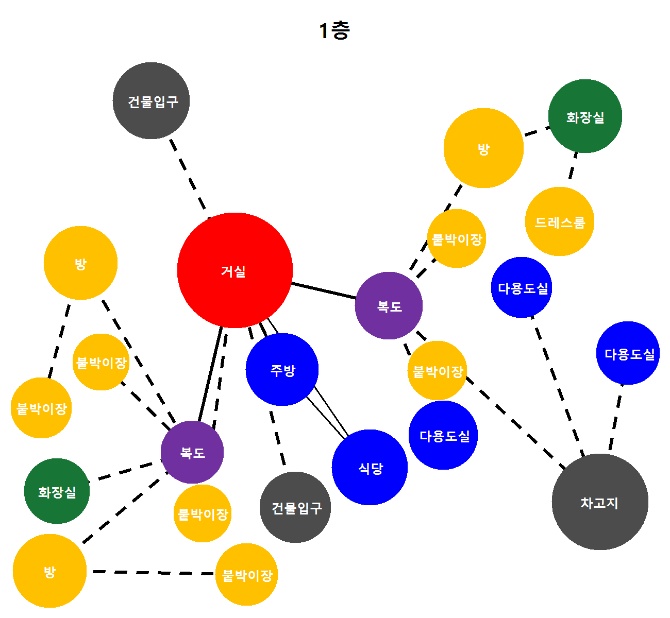 1층
건물입구
화장실
방
드레스룸
붙박이장
방
거실
다용도실
복도
다용도실
붙박이장
주방
붙박이장
붙박이장
다용도실
복도
식당
화장실
건물입구
차고지
붙박이장
방
붙박이장